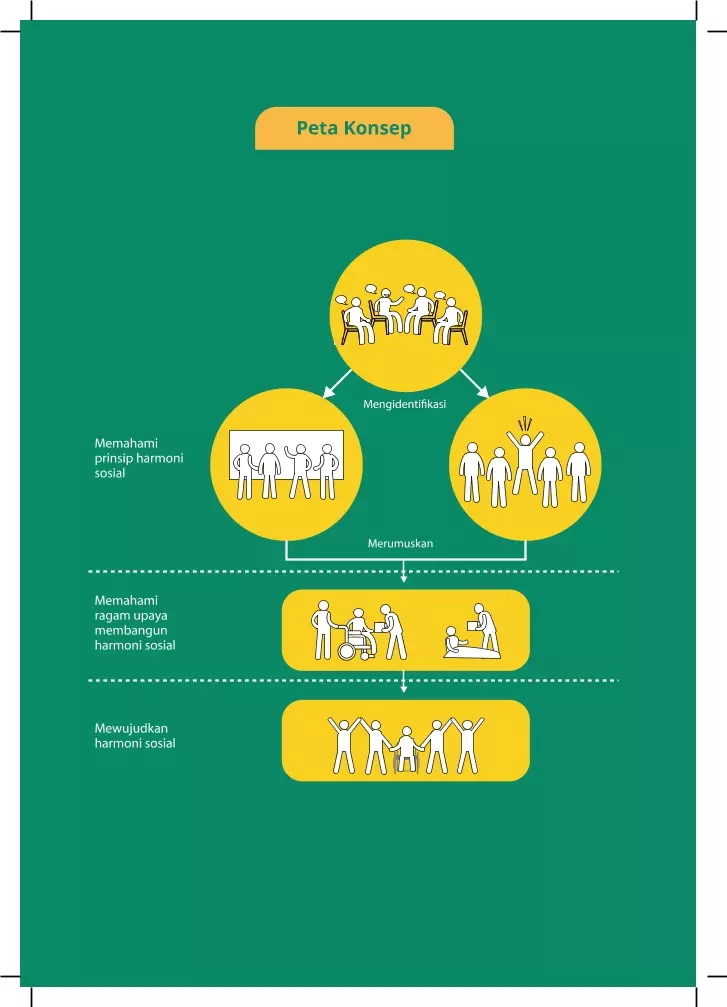 Peta Konsep
Mengidentifikasi
Memahami
prinsip harmoni
sosial
Merumuskan
Memahami
ragam upaya
membangun
harmoni sosial
Mewujudkan
harmoni sosial